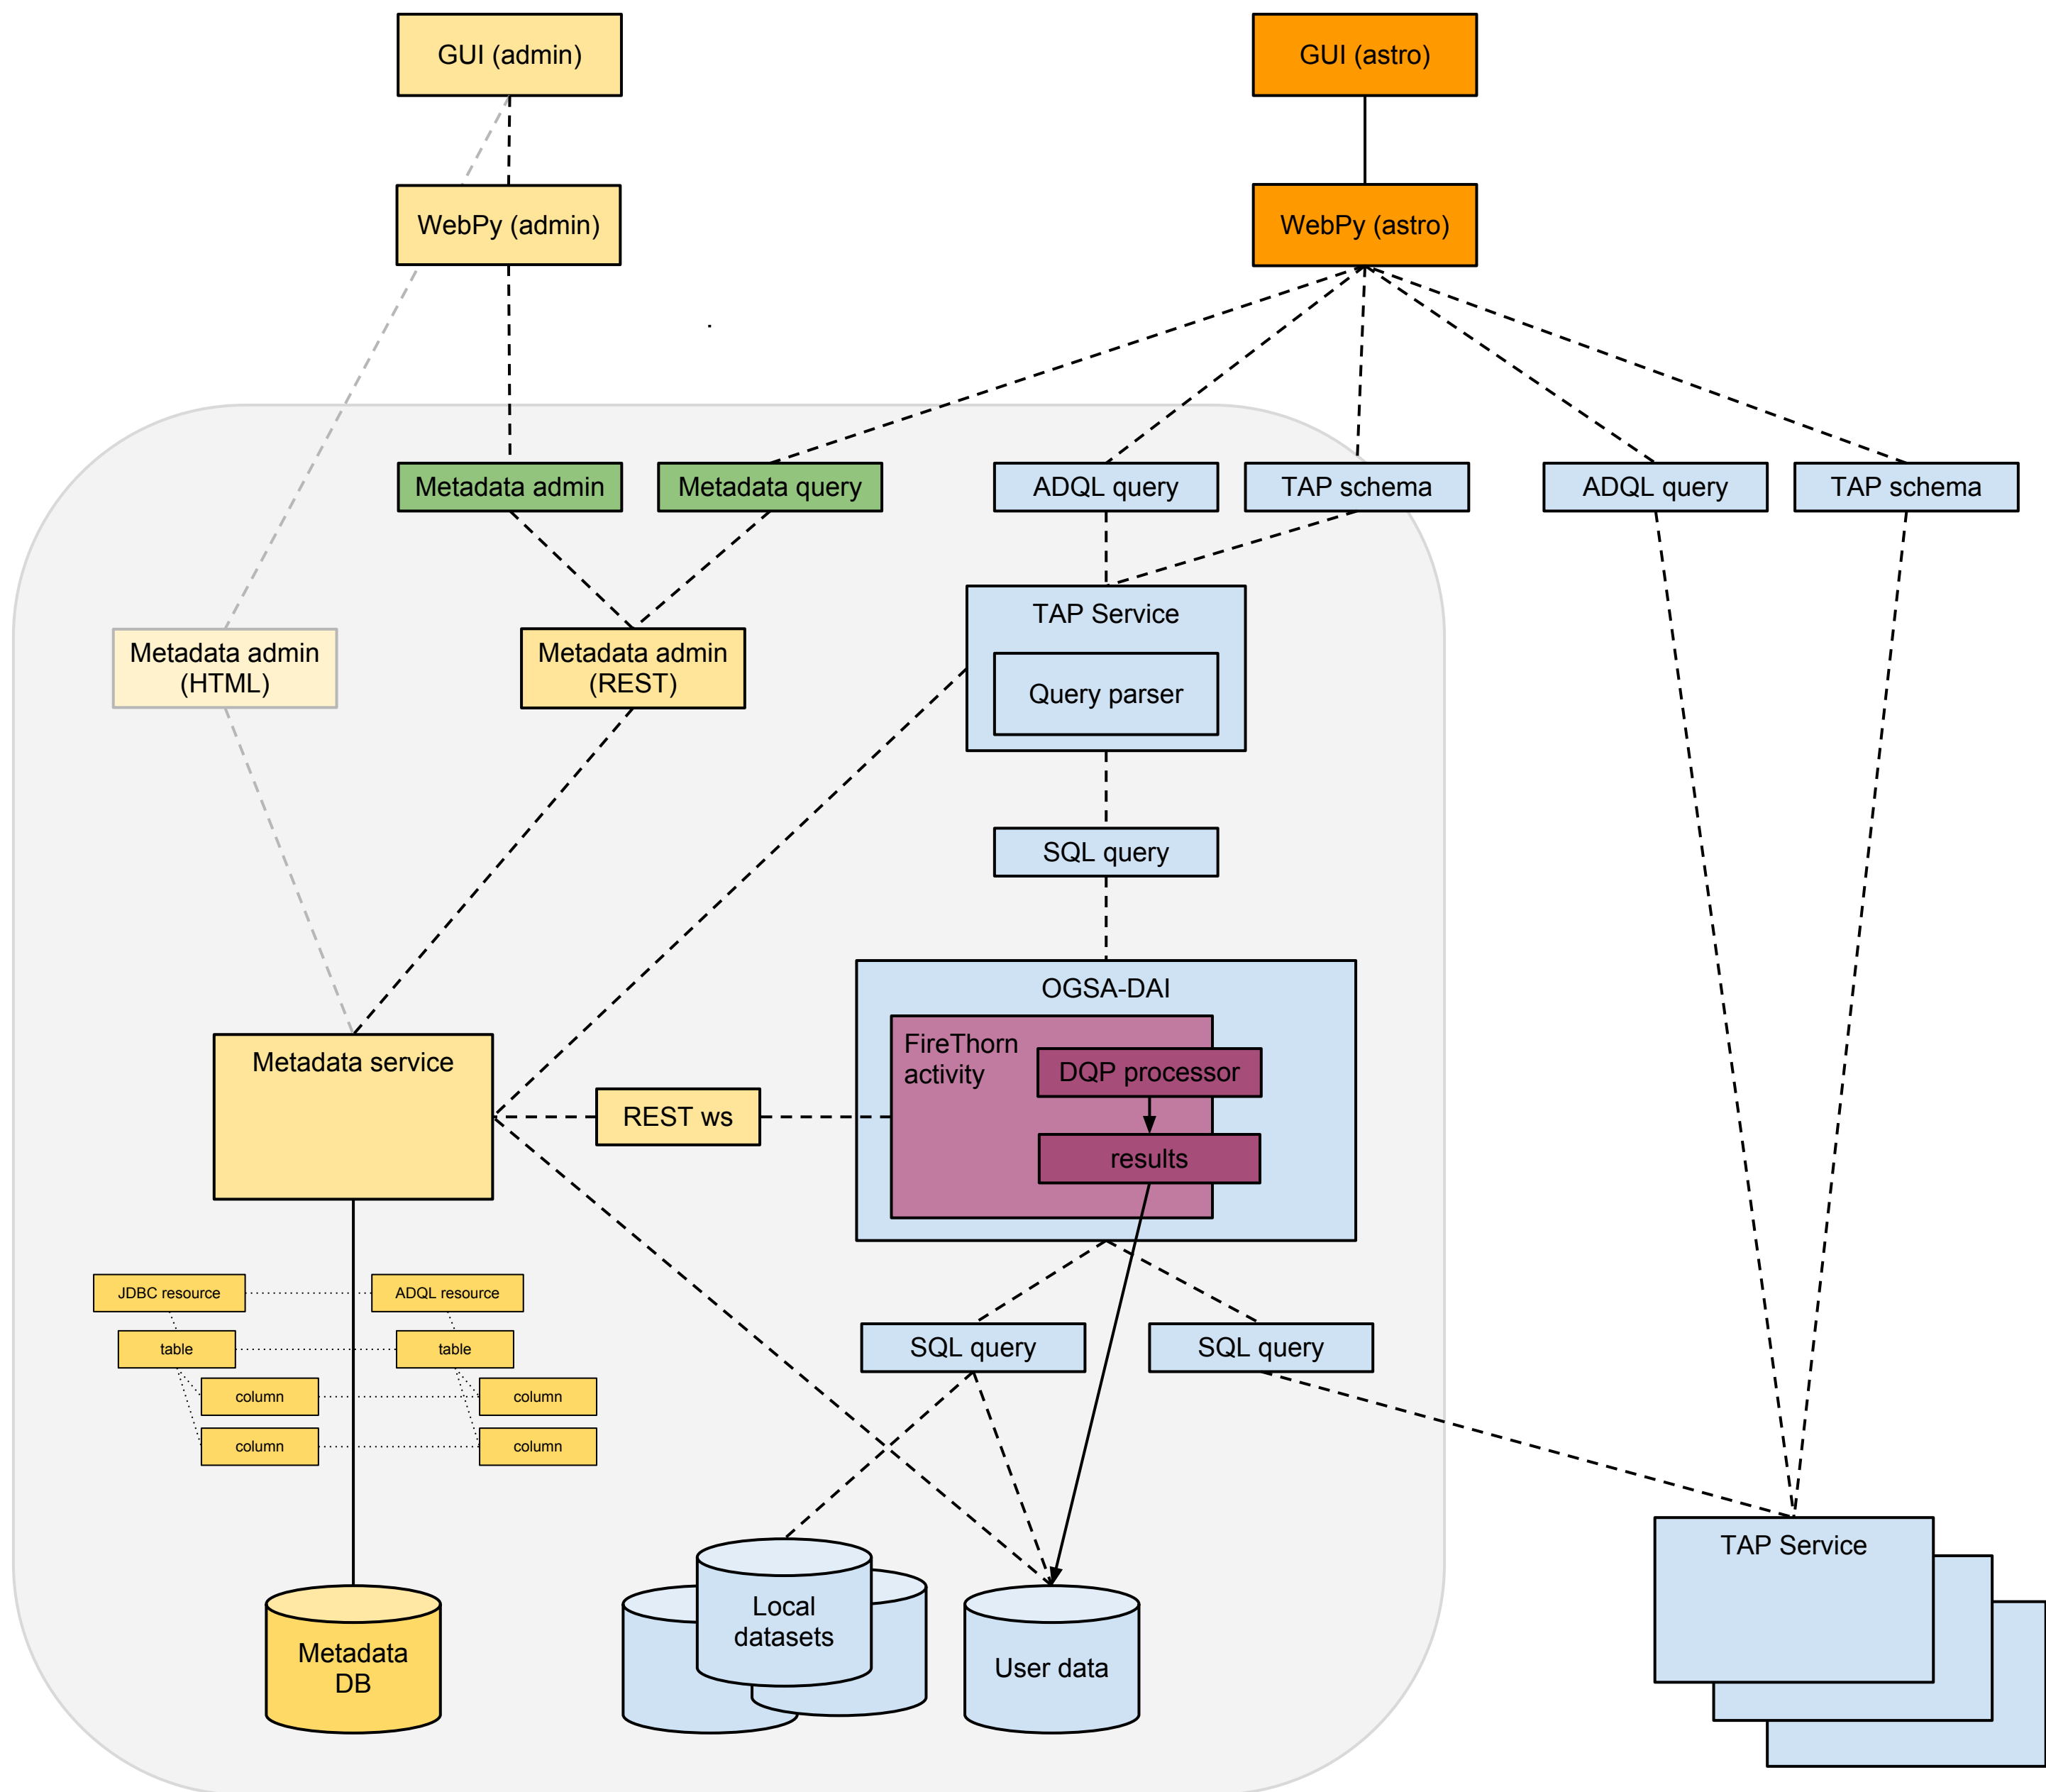 GUI (admin)
GUI (astro)
WebPy (admin)
WebPy (astro)
Metadata admin
Metadata query
ADQL query
TAP schema
ADQL query
TAP schema
TAP Service
Query parser
Metadata admin
(HTML)
Metadata admin
(REST)
SQL query
OGSA-DAI
FireThorn
activity
DQP processor
results
Metadata service
REST ws
JDBC resource
ADQL resource
table
table
column
column
column
column
SQL query
SQL query
Metadata
DB
Local
datasets
User data
TAP Service